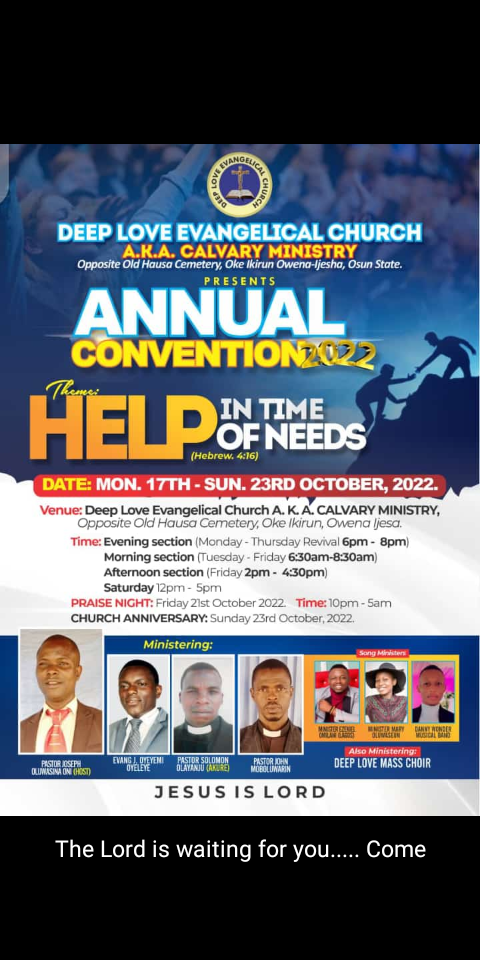 DEEP LOVE EVANGELICAL CHURCH
DEEP LOVE EVANGELICAL CHURCH
A.K.A. CALVARY MINISTRY
Opposite Old Hausa Cemetery, Oke Ikirun Owena-Ijesha, Osun State.
PRESENTS
ANNUAL
CONVENTION 2022
Theme:
HELP IN TIME OF NEEDS
(Hebrew. 4:16)
DATE: MON. 17TH - SUN. 23RD OCTOBER, 2022.
Venue: Deep Love Evangelical Church A. K. A. CALVARY MINISTRY,
Opposite Old Hausa Cemetery, Oke Ikirun, Owena Ijesa.
Time: Evening section (Monday - Thursday Revival 6pm - 8pm)
Morning section (Tuesday - Friday 6:30am-8:30am)
Afternoon section (Friday 2pm - 4:30pm)
Saturday 12pm - 5pm
PRAISE NIGHT: Friday 21st October 2022. Time: 10pm - 5am
CHURCH ANNIVERSARY: Sunday 23rd October, 2022.
Ministering:
PASTOR JOSEPH
OLUWASINA ONI (HOST)
EVANG J. OYEYEMI
OYELEYE
PASTOR SOLOMON
OLAYANJU (AKURE)
PASTOR JOHN
MOBOLUWARIN
Song Ministers
MINISTER EZEKIEL
OMOLAJI (LAGOS)
MINISTER MARY
OLUWASEUN
DANNY WONDER
MUSICAL BAND
Also Ministering:
DEEP LOVE MASS CHOIR
JESUS IS LORD
The Lord is waiting for you..... Come